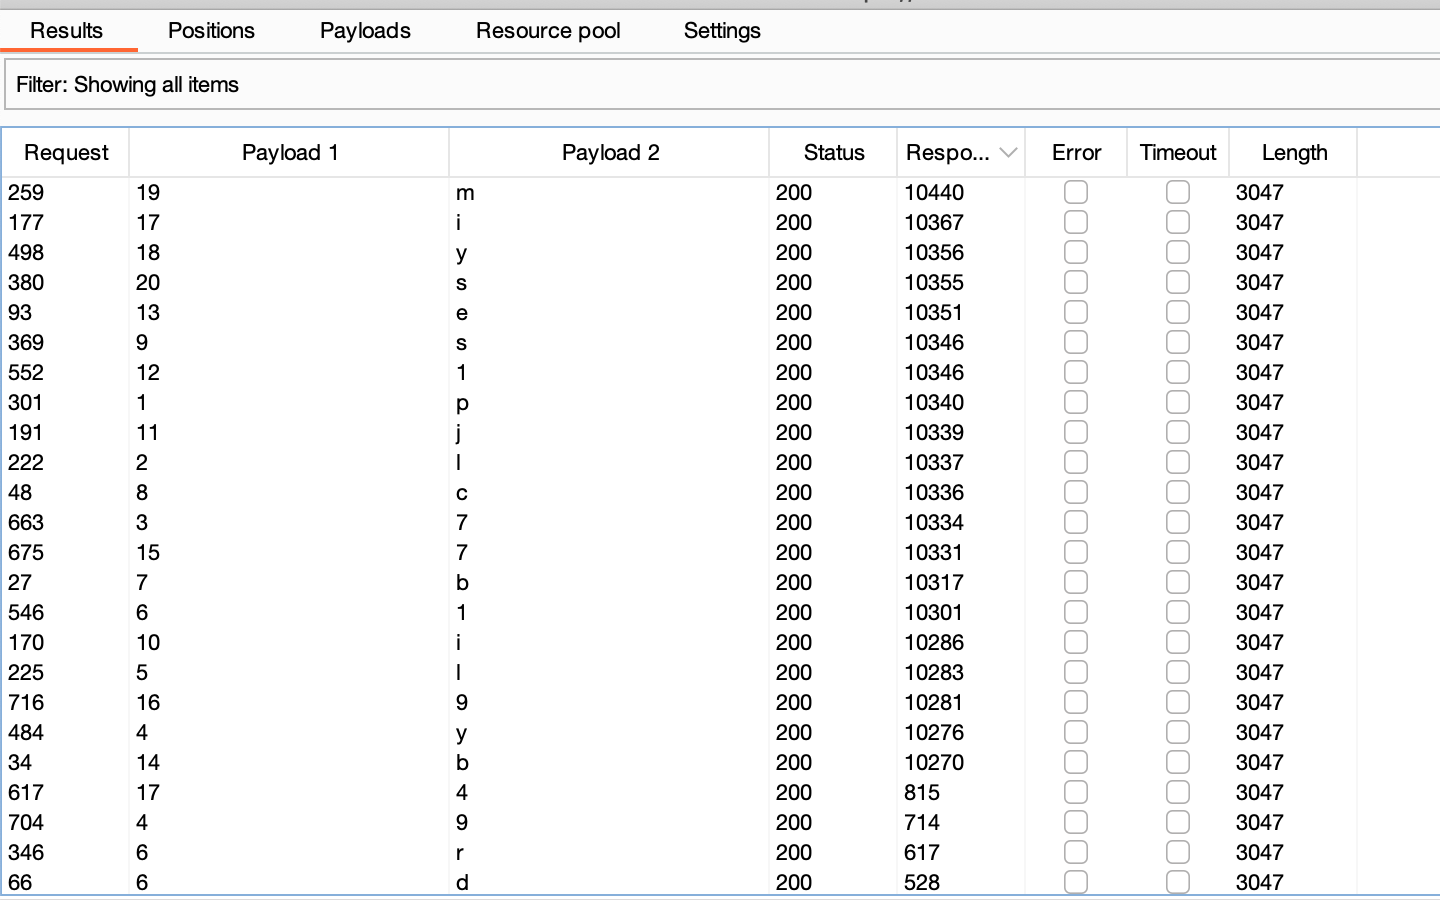 Results Positions Payloads Resource pool Settings
Filter: Showing all items
Request Payload 1 Payload 2 Status Respo... Error Timeout Length
259 19 m 200 10440 3047
177 17 i 200 10367 3047
498 18 y 200 10356 3047
380 20 s 200 10355 3047
93 13 e 200 10351 3047
369 9 s 200 10346 3047
552 12 1 200 10346 3047
301 1 p 200 10340 3047
191 11 j 200 10339 3047
222 2 l 200 10337 3047
48 8 c 200 10336 3047
663 3 7 200 10334 3047
675 15 7 200 10331 3047
27 7 b 200 10317 3047
546 6 1 200 10301 3047
170 10 i 200 10286 3047
225 5 l 200 10283 3047
716 16 9 200 10281 3047
484 4 y 200 10276 3047
34 14 b 200 10270 3047
617 17 4 200 815 3047
704 4 9 200 714 3047
346 6 r 200 617 3047
66 6 d 200 528 3047